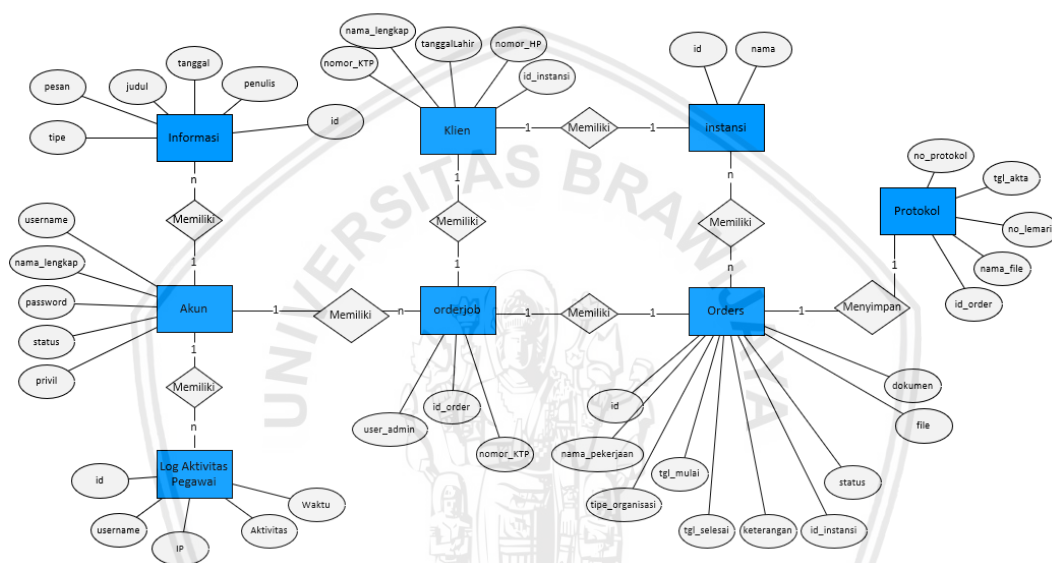 nama_lengkap
tanggalLahir
nomor_HP
nomor_KTP
id_instansi
id
nama
tanggal
judul
penulis
pesan
id
tipe
Informasi
Klien
1
Memiliki
1
instansi
no_protokol
tgl_akta
Protokol
no_lemari
nama_file
id_order
n
Memiliki
1
1
Memiliki
1
n
Memiliki
n
1
username
nama_lengkap
password
status
privil
Akun
1
Memiliki
n
orderjob
1
Memiliki
1
Orders
1
Menyimpan
1
Memiliki
n
user_admin
id_order
nomor_KTP
id
nama_pekerjaan
tipe_organisasi
tgl_mulai
tgl_selesai
keterangan
id_instansi
status
file
dokumen
Log Aktivitas
Pegawai
id
username
IP
Aktivitas
Waktu
UNIVERSITAS BRAWIJAYA